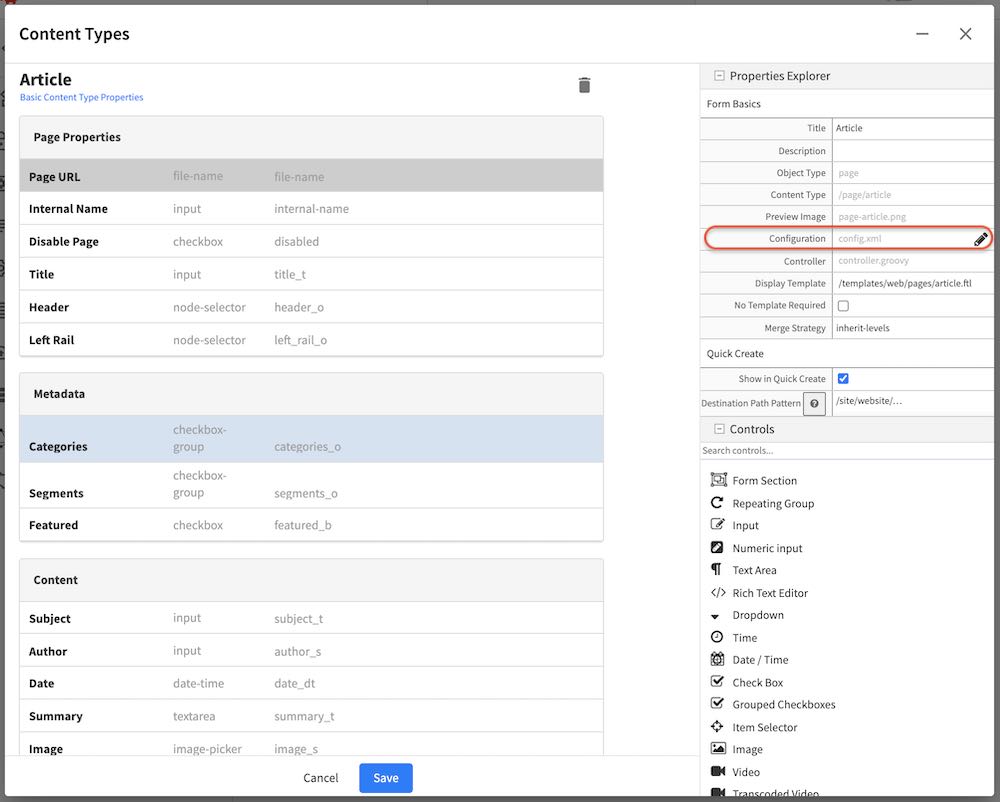 Content Types
Article
Basic Content Type Properties
Page Properties
Page URL file-name file-name
Internal Name input internal-name
Disable Page checkbox disabled
Title input title_t
Header node-selector header_o
Left Rail node-selector left_rail_o
Metadata
Categories checkbox-group categories_o
Segments checkbox-group segments_o
Featured checkbox featured_b
Content
Subject input subject_t
Author input author_s
Date date-time date_dt
Summary textarea summary_t
Image image-picker image_s
Cancel Save
Properties Explorer
Form Basics
Title Article
Description
Object Type page
Content Type /page/article
Preview Image page-article.png
Configuration config.xml
Controller controller.groovy
Display Template /templates/web/pages/article.ftl
No Template Required
Merge Strategy inherit-levels
Quick Create
Show in Quick Create
Destination Path Pattern ? /site/website/...
Controls
Search controls...
Form Section
Repeating Group
Input
Numeric input
Text Area
Rich Text Editor
Dropdown
Time
Date / Time
Check Box
Grouped Checkboxes
Item Selector
Image
Video
Transcoded Video